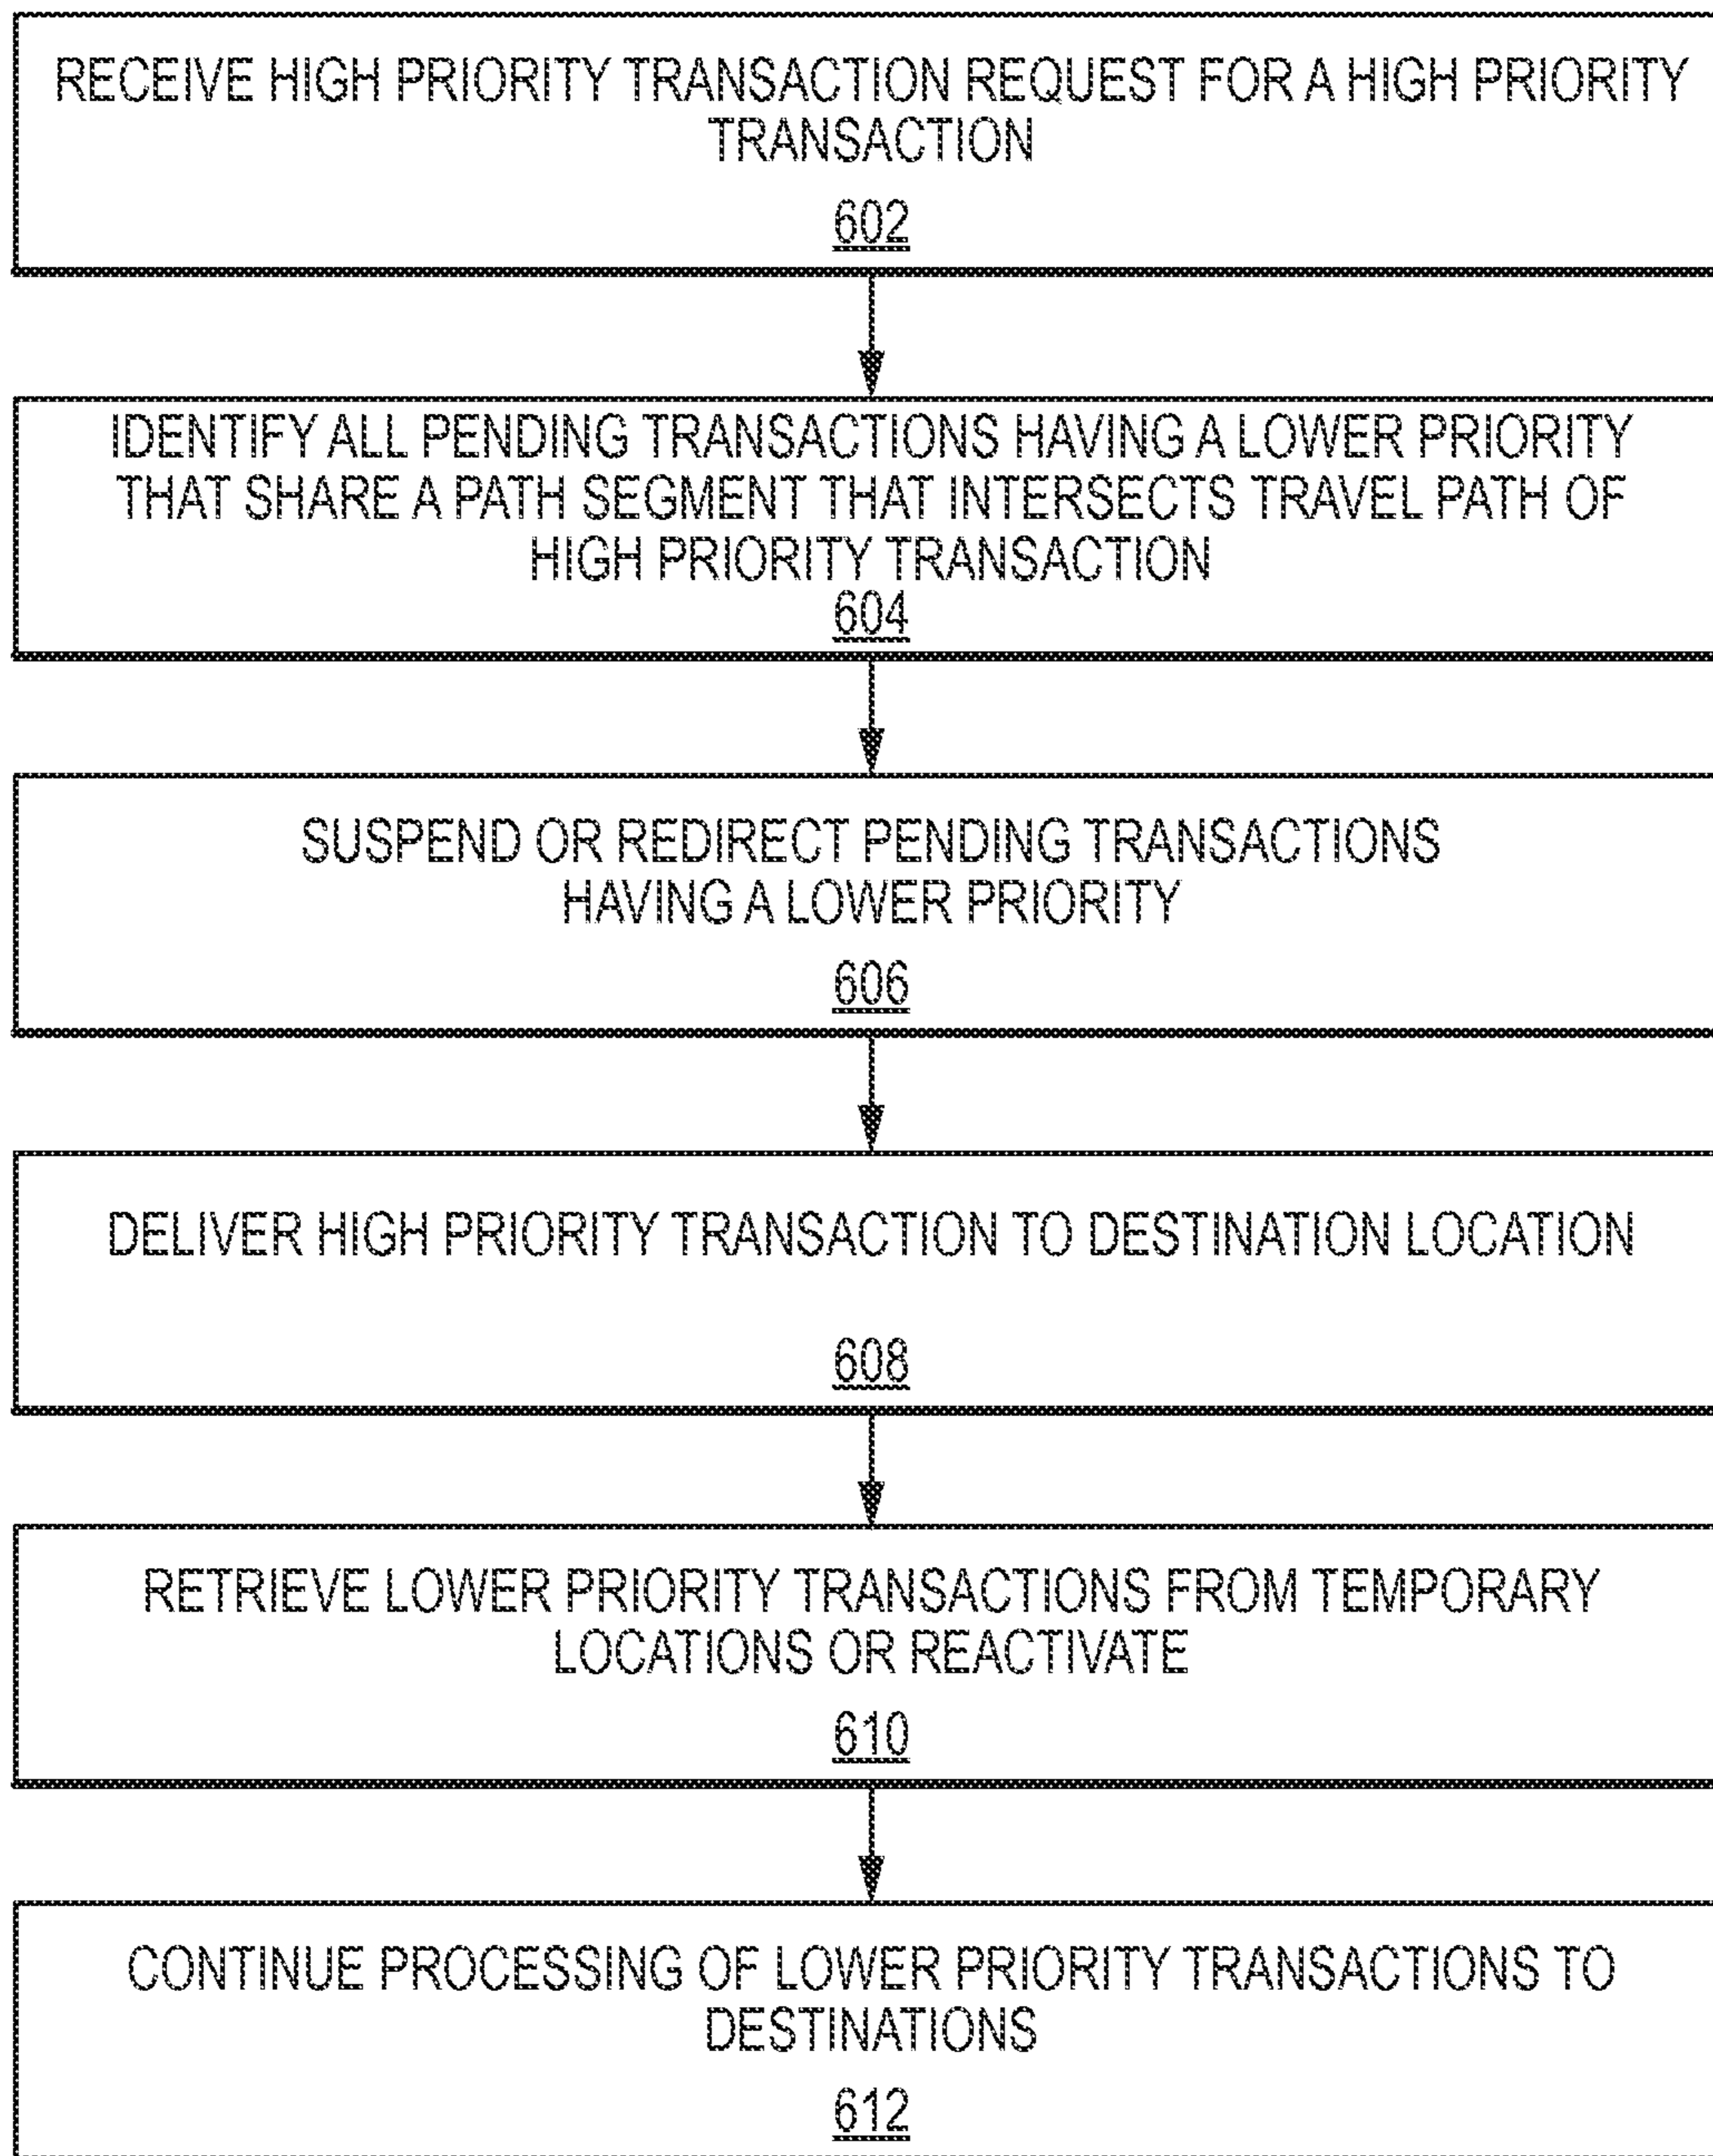 RECEIVE HIGH PRIORITY TRANSACTION REQUEST FOR A HIGH PRIORITY
TRANSACTION
602
IDENTIFY ALL PENDING TRANSACTIONS HAVING A LOWER PRIORITY
THAT SHARE A PATH SEGMENT THAT INTERSECTS TRAVEL PATH OF
HIGH PRIORITY TRANSACTION
604
SUSPEND OR REDIRECT PENDING TRANSACTIONS
HAVING A LOWER PRIORITY
606
DELIVER HIGH PRIORITY TRANSACTION TO DESTINATION LOCATION
608
RETRIEVE LOWER PRIORITY TRANSACTIONS FROM TEMPORARY
LOCATIONS OR REACTIVATE
610
CONTINUE PROCESSING OF LOWER PRIORITY TRANSACTIONS TO
DESTINATIONS
612